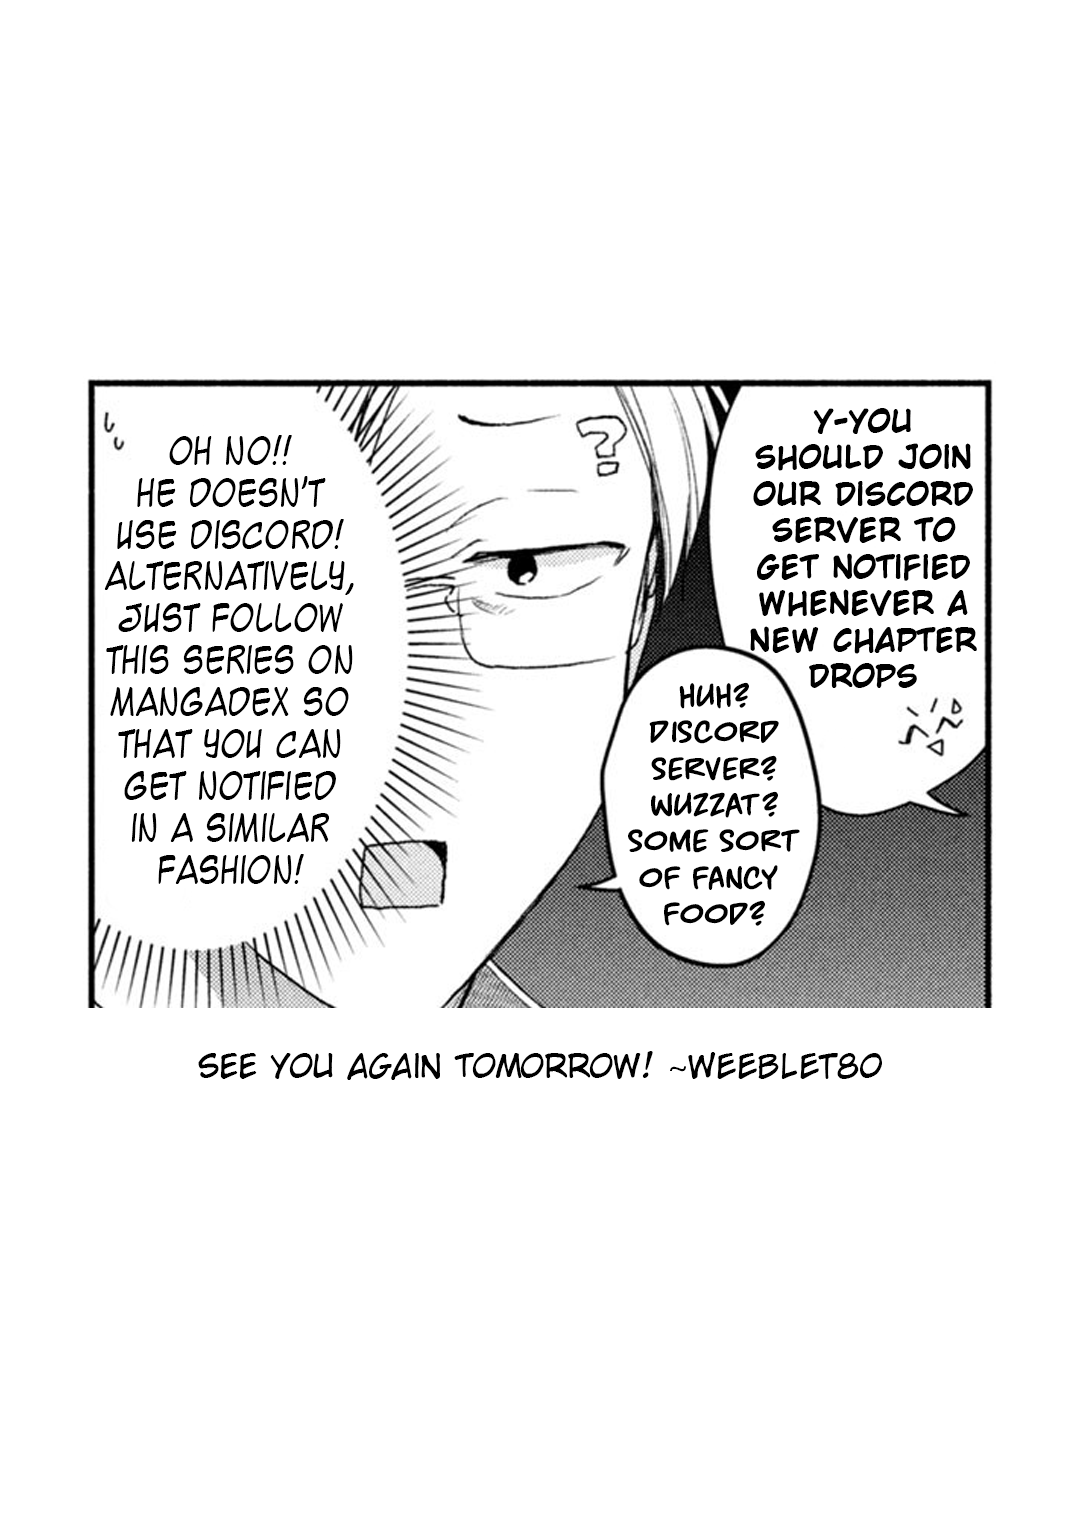 Y-YOU
SHOULD JOIN
OUR DISCORD
SERVER TO
GET NOTIFIED
WHENEVER A
NEW CHAPTER
DROPS
HUH?
DISCORD
SERVER?
WUZZAT?
SOME SORT
OF FANCY
FOOD?
OH NO!!
HE DOESN'T
USE DISCORD!
ALTERNATIVELY,
JUST FOLLOW
THIS SERIES ON
MANGADEX SO
THAT YOU CAN
GET NOTIFIED
IN A SIMILAR
FASHION!
?
SEE YOU AGAIN TOMORROW! ~WEEBLET80